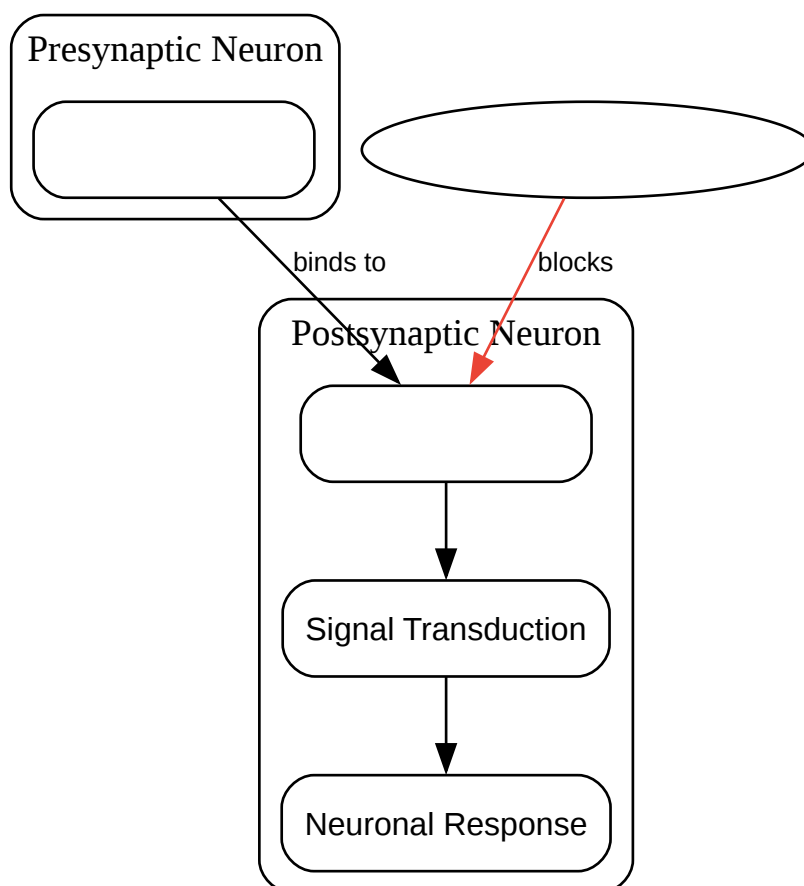 Presynaptic Neuron
binds to
blocks
Postsynaptic Neuron
Signal Transduction
Neuronal Response